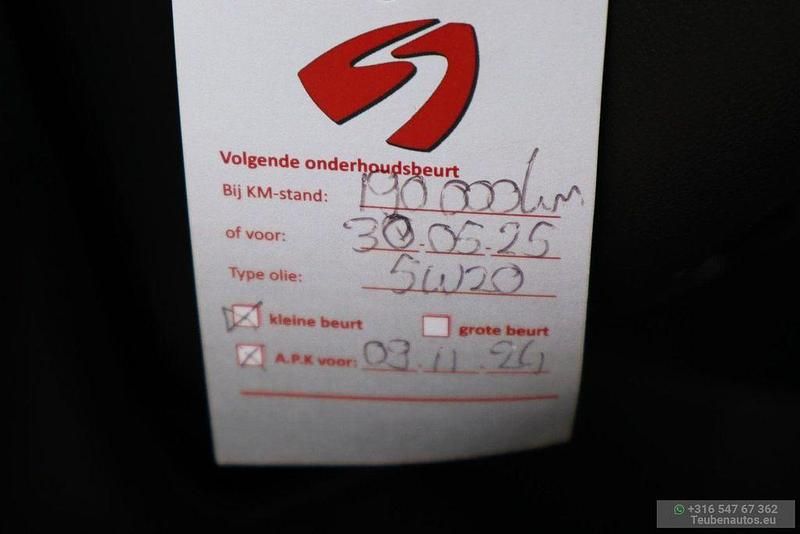 Volgende onderhoudsbeurt
Bij KM-stand: 190 000km
of voor: 30.05.25
Type olie: 5W20
kleine beurt grote beurt
A.P.K voor: 03.11.24
+316 547 67 362
Teubenautos.eu